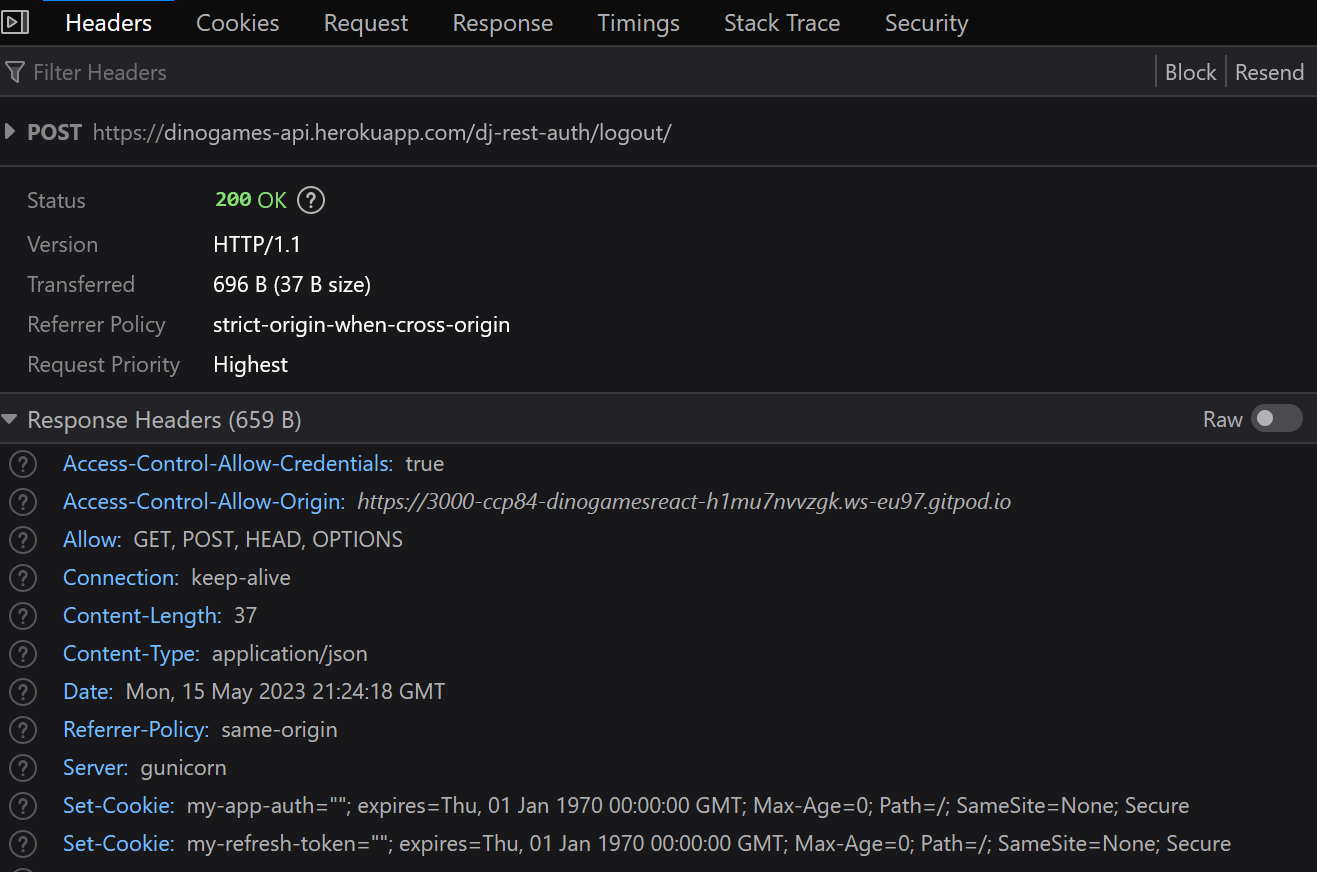 Headers Cookies Request Response Timings Stack Trace Security
Filter Headers Block Resend
POST https://dinogames-api.herokuapp.com/dj-rest-auth/logout/
Status 200 OK ?
Version HTTP/1.1
Transferred 696 B (37 B size)
Referrer Policy strict-origin-when-cross-origin
Request Priority Highest
Response Headers (659 B) Raw
? Access-Control-Allow-Credentials: true
? Access-Control-Allow-Origin: https://3000-ccp84-dinogamesreact-h1mu7nvvzgk.ws-eu97.gitpod.io
? Allow: GET, POST, HEAD, OPTIONS
? Connection: keep-alive
? Content-Length: 37
? Content-Type: application/json
? Date: Mon, 15 May 2023 21:24:18 GMT
? Referrer-Policy: same-origin
? Server: gunicorn
? Set-Cookie: my-app-auth=""; expires=Thu, 01 Jan 1970 00:00:00 GMT; Max-Age=0; Path=/; SameSite=None; Secure
? Set-Cookie: my-refresh-token=""; expires=Thu, 01 Jan 1970 00:00:00 GMT; Max-Age=0; Path=/; SameSite=None; Secure